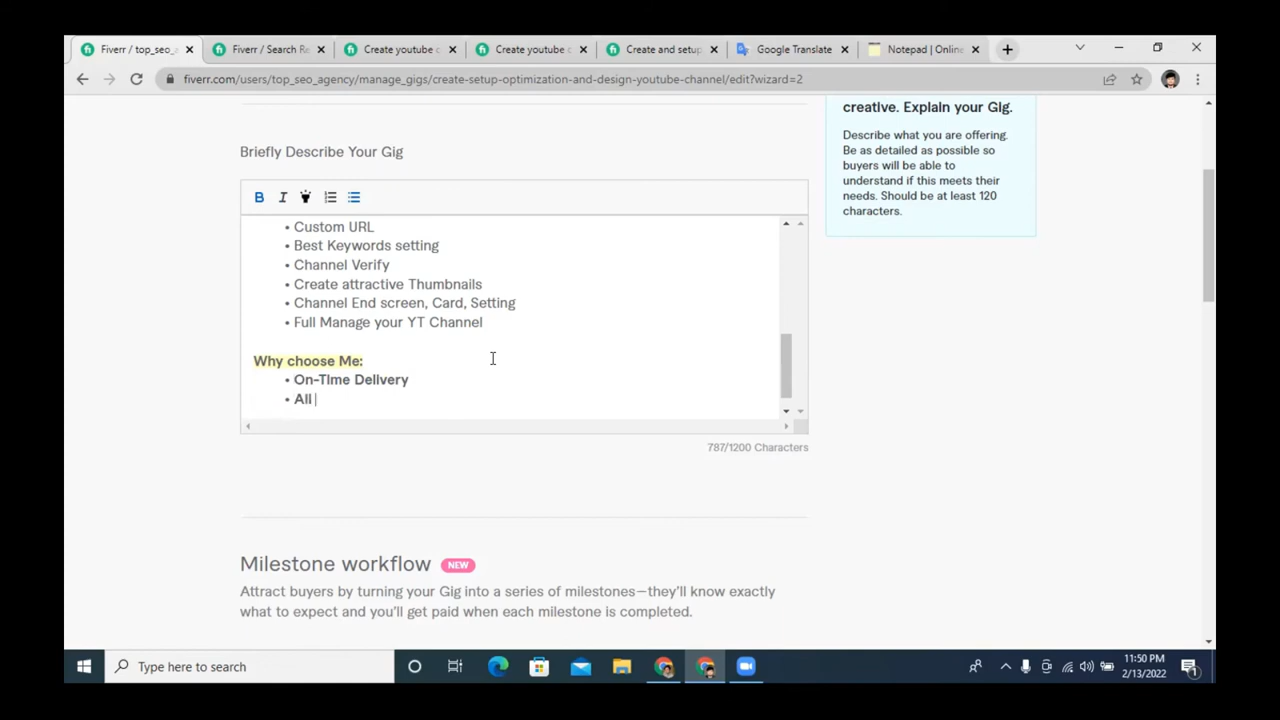 Fiverr / top_seo_a
Fiverr / Search Re
Create youtube c
Create youtube c
Create and setup,
Google Translate
Notepad | Online
fiverr.com/users/top_seo_agency/manage_gigs/create-setup-optimization-and-design-youtube-channel/edit?wizard=2
creative. Explain your Gig.
Describe what you are offering.
Be as detailed as possible so
buyers will be able to
understand if this meets their
needs. Should be at least 120
characters.
Briefly Describe Your Gig
B I
• Custom URL
• Best Keywords setting
• Channel Verify
• Create attractive Thumbnails
• Channel End screen, Card, Setting
• Full Manage your YT Channel
Why choose Me:
• On-Time Delivery
• All
787/1200 Characters
Milestone workflow NEW
Attract buyers by turning your Gig into a series of milestones—they'll know exactly
what to expect and you'll get paid when each milestone is completed.
Type here to search
11:50 PM
2/13/2022
1